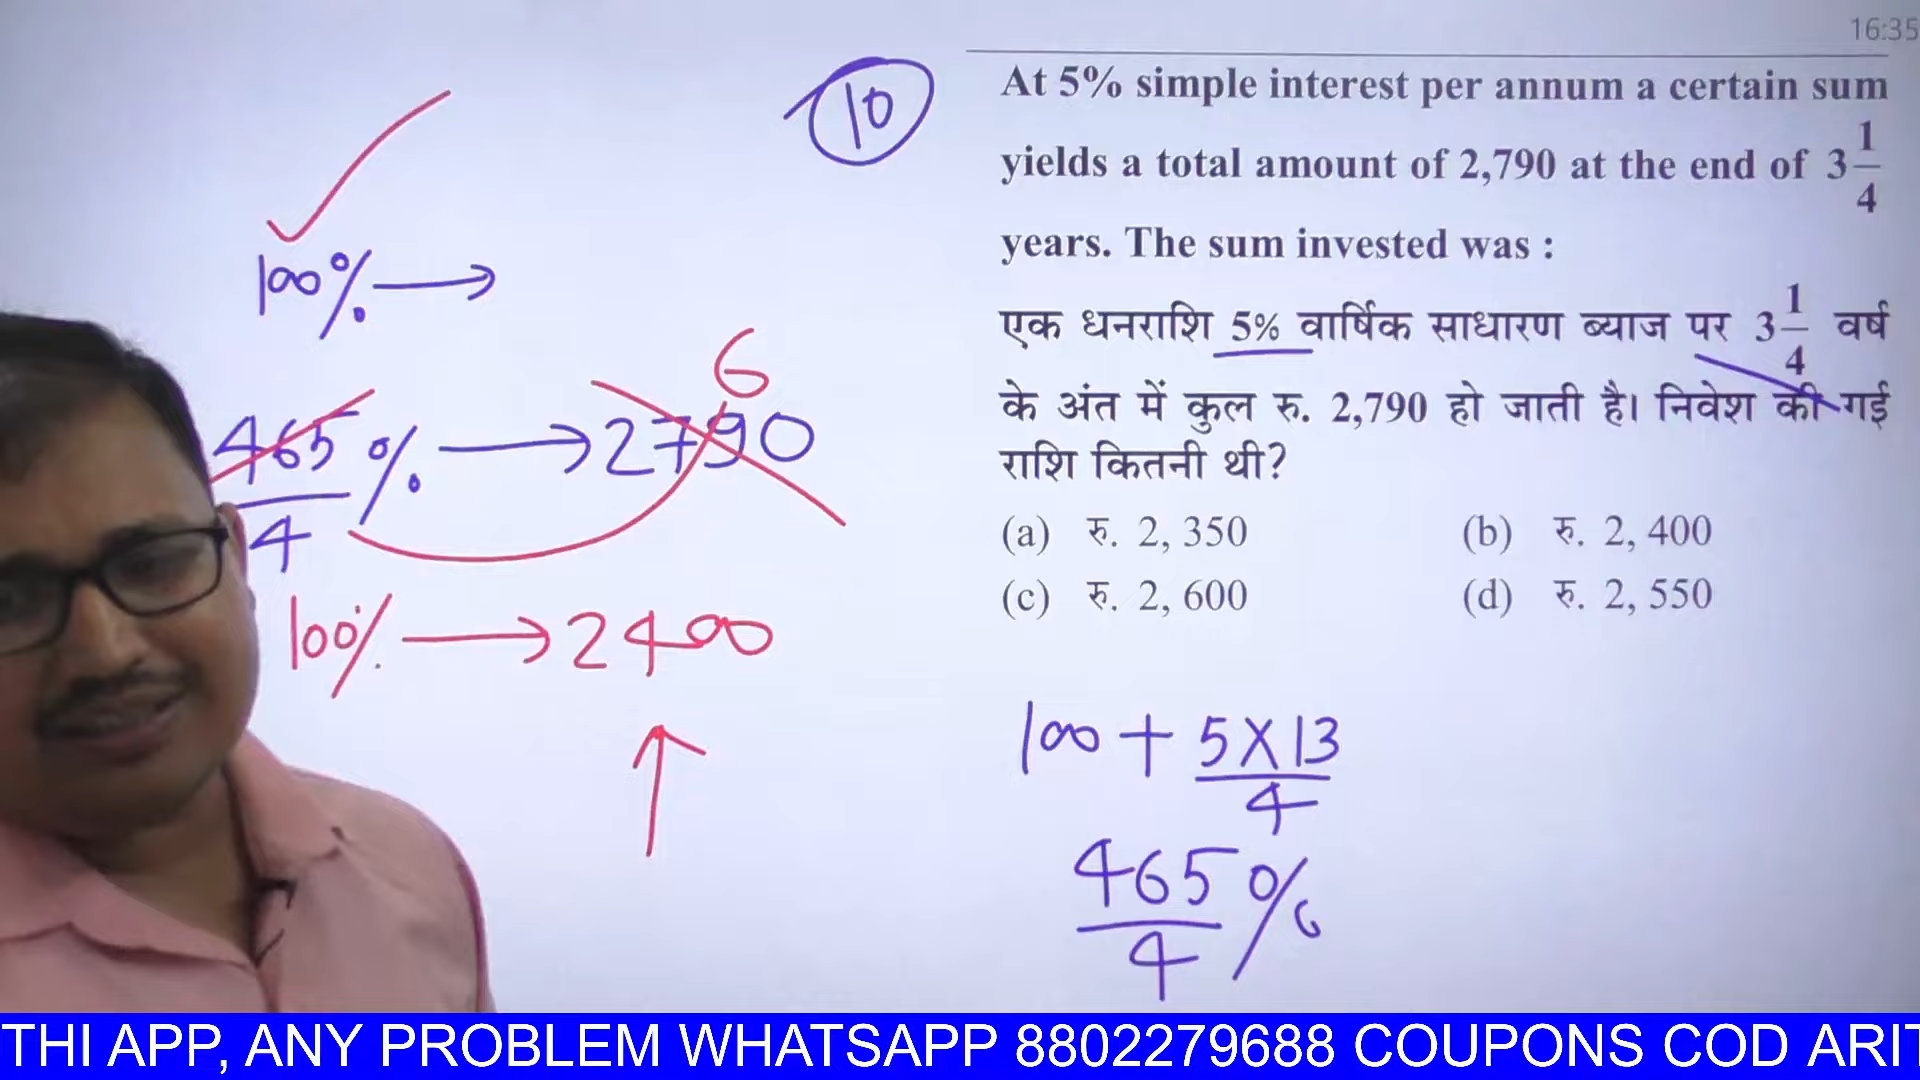 16:35
10
At 5% simple interest per annum a certain sum
yields a total amount of 2,790 at the end of 3 1/4
years. The sum invested was :
एक धनराशि 5% वार्षिक साधारण ब्याज पर 3 1/4 वर्ष
के अंत में कुल रु. 2,790 हो जाती है। निवेश की गई
राशि कितनी थी?
(a) रु. 2, 350 (b) रु. 2, 400
(c) रु. 2, 600 (d) रु. 2, 550
100 + 5×13/4
465/4 %
100% →
6
465/4 % → 2790
100% → 2400
THI APP, ANY PROBLEM WHATSAPP 8802279688 COUPONS COD ARIT